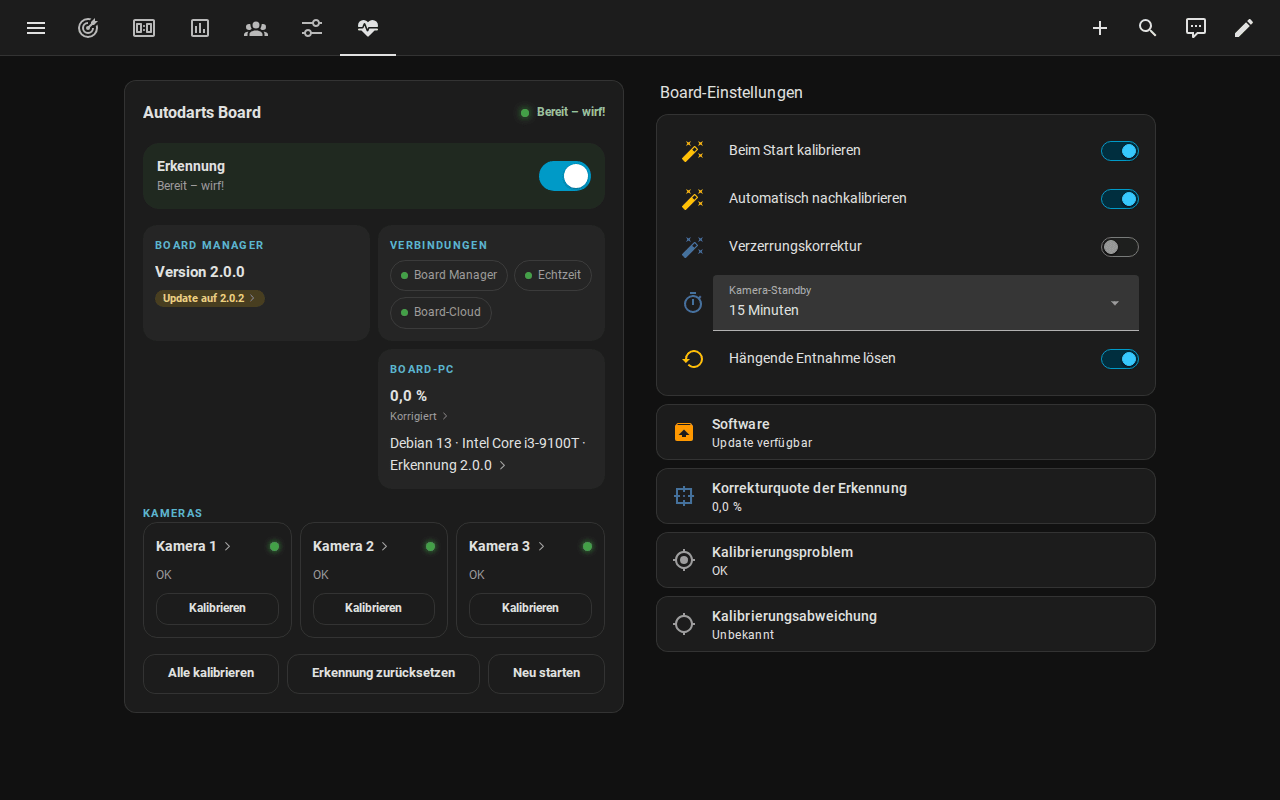 Autodarts Board
Bereit – wirf!
Erkennung
Bereit – wirf!
BOARD MANAGER
Version 2.0.0
Update auf 2.0.2
VERBINDUNGEN
Board Manager
Echtzeit
Board-Cloud
BOARD-PC
0,0 %
Korrigiert
Debian 13 · Intel Core i3-9100T ·
Erkennung 2.0.0
KAMERAS
Kamera 1
OK
Kalibrieren
Kamera 2
OK
Kalibrieren
Kamera 3
OK
Kalibrieren
Alle kalibrieren
Erkennung zurücksetzen
Neu starten
Board-Einstellungen
Beim Start kalibrieren
Automatisch nachkalibrieren
Verzerrungskorrektur
Kamera-Standby
15 Minuten
Hängende Entnahme lösen
Software
Update verfügbar
Korrekturquote der Erkennung
0,0 %
Kalibrierungsproblem
OK
Kalibrierungsabweichung
Unbekannt